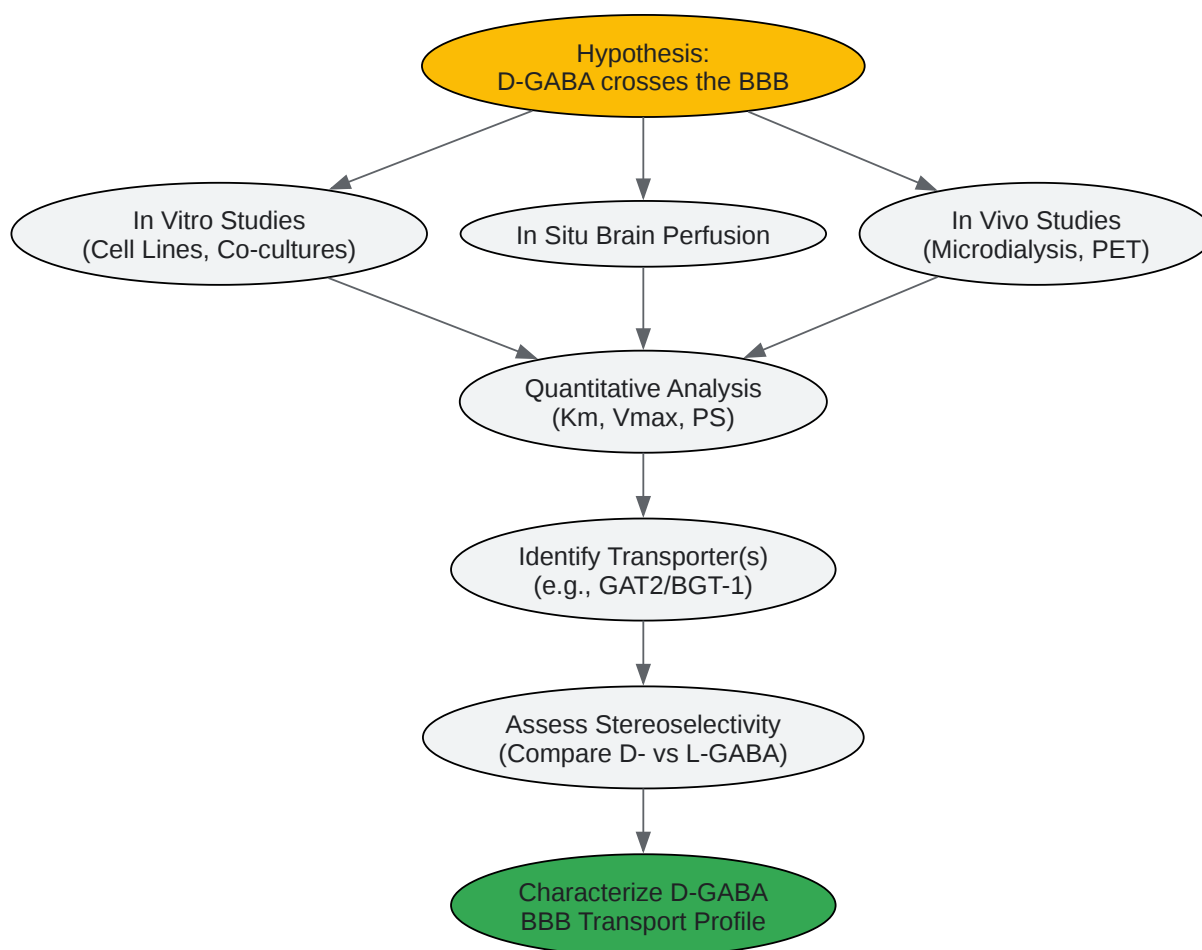 Hypothesis:
D-GABA crosses the BBB
In Vitro Studies
(Cell Lines, Co-cultures)
In Situ Brain Perfusion
In Vivo Studies
(Microdialysis, PET)
Quantitative Analysis
(Km, Vmax, PS)
Identify Transporter(s)
(e.g., GAT2/BGT-1)
Assess Stereoselectivity
(Compare D- vs L-GABA)
Characterize D-GABA
BBB Transport Profile